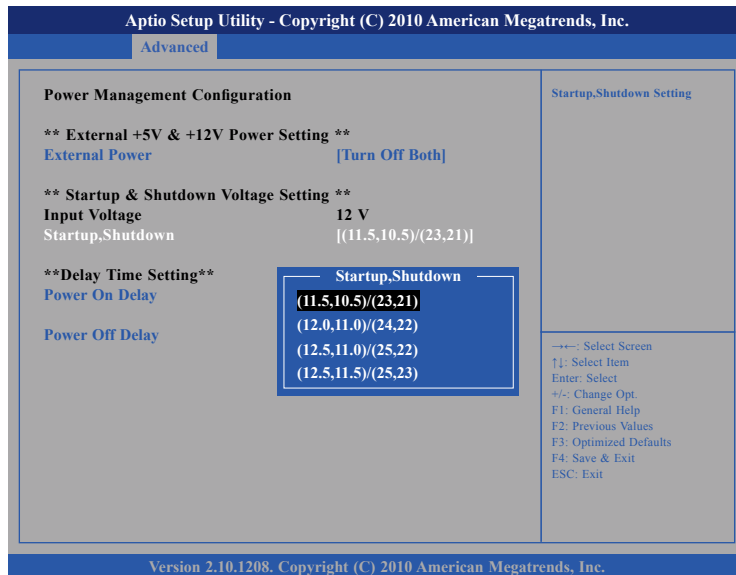 Aptio Setup Utility - Copyright (C) 2010 American Megatrends, Inc.
Advanced
Power Management Configuration
** External +5V & +12V Power Setting **
External Power [Turn Off Both]
** Startup & Shutdown Voltage Setting **
Input Voltage 12 V
Startup,Shutdown [(11.5,10.5)/(23,21)]
**Delay Time Setting**
Power On Delay
Power Off Delay
Startup,Shutdown
(11.5,10.5)/(23,21)
(12.0,11.0)/(24,22)
(12.5,11.0)/(25,22)
(12.5,11.5)/(25,23)
Startup,Shutdown Setting
→←: Select Screen
↑↓: Select Item
Enter: Select
+/-: Change Opt.
F1: General Help
F2: Previous Values
F3: Optimized Defaults
F4: Save & Exit
ESC: Exit
Version 2.10.1208. Copyright (C) 2010 American Megatrends, Inc.